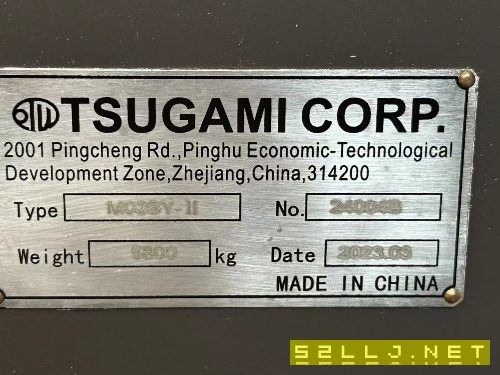 TSUGAMI CORP.
2001 Pingcheng Rd.,Pinghu Economic-Technological
Development Zone,Zhejiang,China,314200
Type No.
Weight kg Date 2023.03
MADE IN CHINA
52LLJ.NET